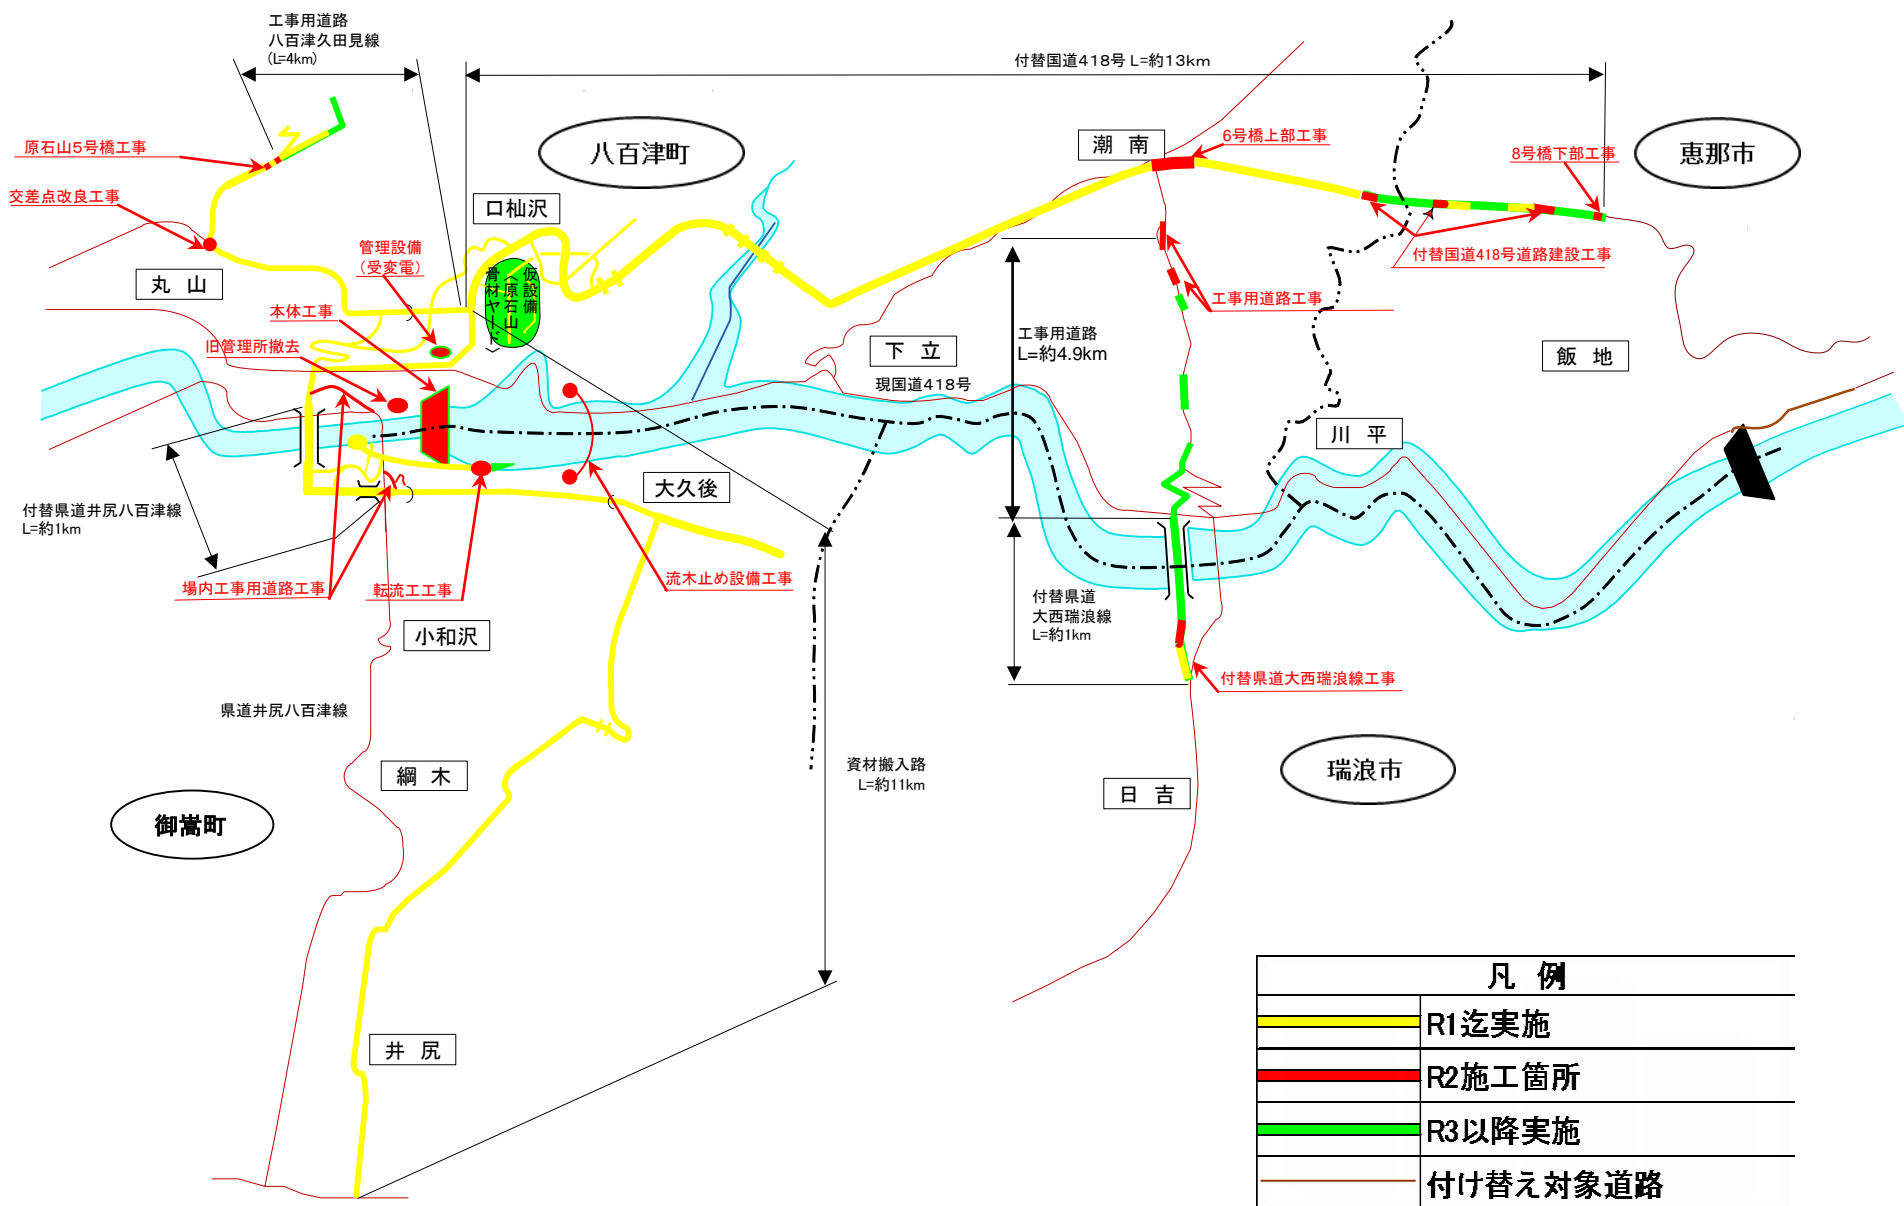 工事用道路
八百津久田見線
(L=4km)
付替国道418号 L=約13km
原石山5号橋工事
交差点改良工事
八百津町
口杣沢
潮 南
6号橋上部工事
8号橋下部工事
恵那市
管理設備
(受変電)
仮設備
(原石山
骨材ヤード)
丸 山
付替国道418号道路建設工事
本体工事
工事用道路工事
旧管理所撤去
下 立
工事用道路
L=約4.9km
飯 地
現国道418号
川 平
大久後
付替県道井尻八百津線
L=約1km
場内工事用道路工事
転流工工事
流木止め設備工事
付替県道
大西瑞浪線
L=約1km
小和沢
付替県道大西瑞浪線工事
県道井尻八百津線
綱 木
資材搬入路
L=約11km
日 吉
瑞浪市
御嵩町
井 尻
凡 例
R1迄実施
R2施工箇所
R3以降実施
付け替え対象道路